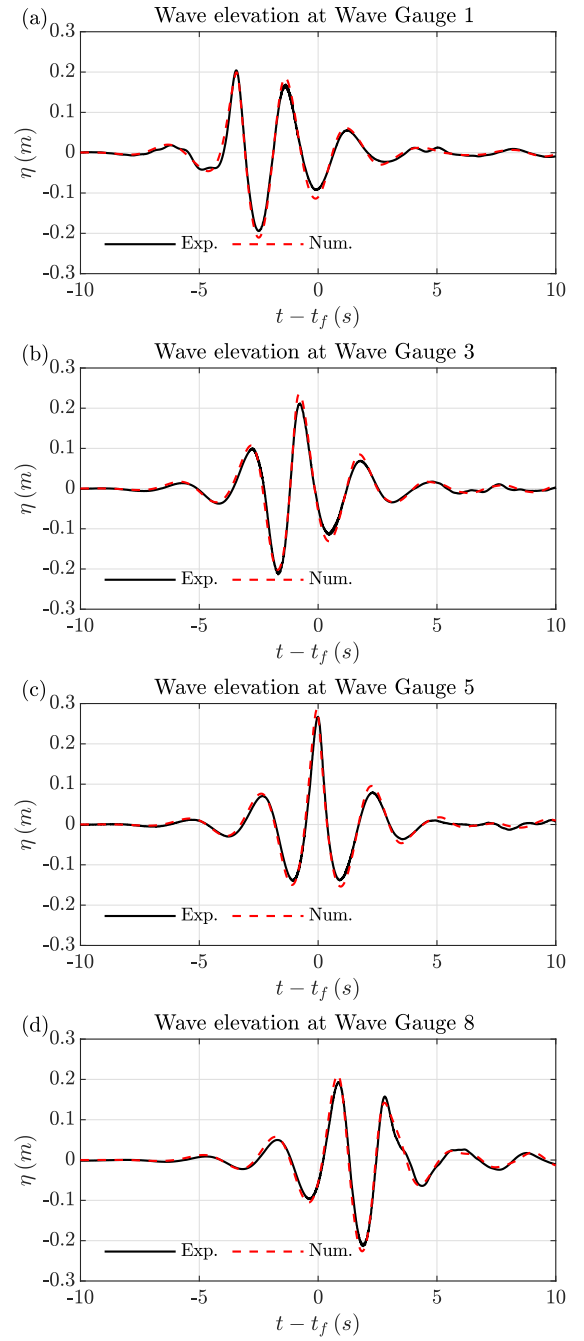 (a) Wave elevation at Wave Gauge 1
0.3
0.2
0.1
0
-0.1
-0.2
-0.3
η (m)
Exp. Num.
-10 -5 0 5 10
t − t_f (s)
(b) Wave elevation at Wave Gauge 3
0.3
0.2
0.1
0
-0.1
-0.2
-0.3
η (m)
Exp. Num.
-10 -5 0 5 10
t − t_f (s)
(c) Wave elevation at Wave Gauge 5
0.3
0.2
0.1
0
-0.1
-0.2
-0.3
η (m)
Exp. Num.
-10 -5 0 5 10
t − t_f (s)
(d) Wave elevation at Wave Gauge 8
0.3
0.2
0.1
0
-0.1
-0.2
-0.3
η (m)
Exp. Num.
-10 -5 0 5 10
t − t_f (s)